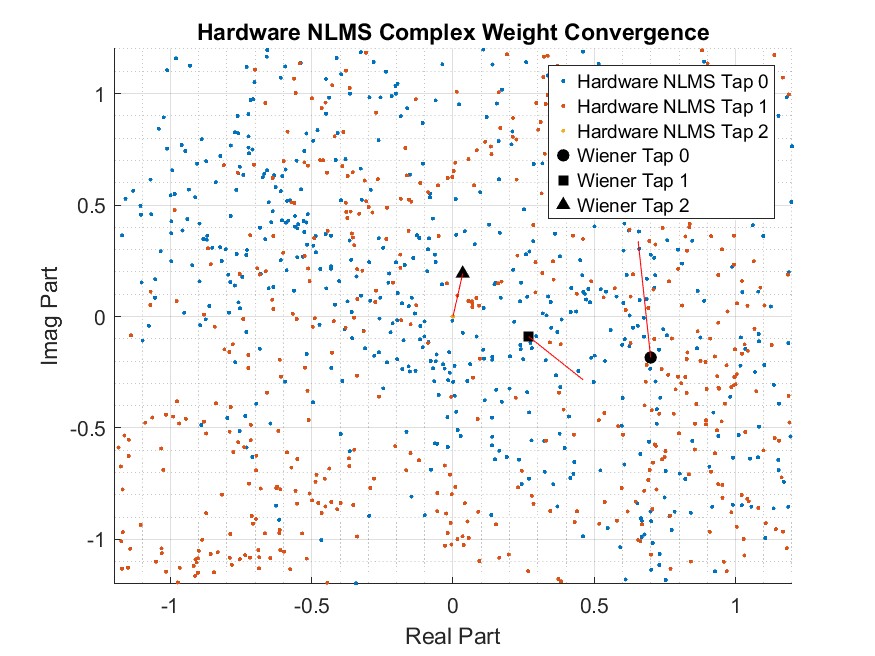 Hardware NLMS Complex Weight Convergence
Hardware NLMS Tap 0
Hardware NLMS Tap 1
Hardware NLMS Tap 2
Wiener Tap 0
Wiener Tap 1
Wiener Tap 2
1
0.5
0
-0.5
-1
Imag Part
-1
-0.5
0
0.5
1
Real Part